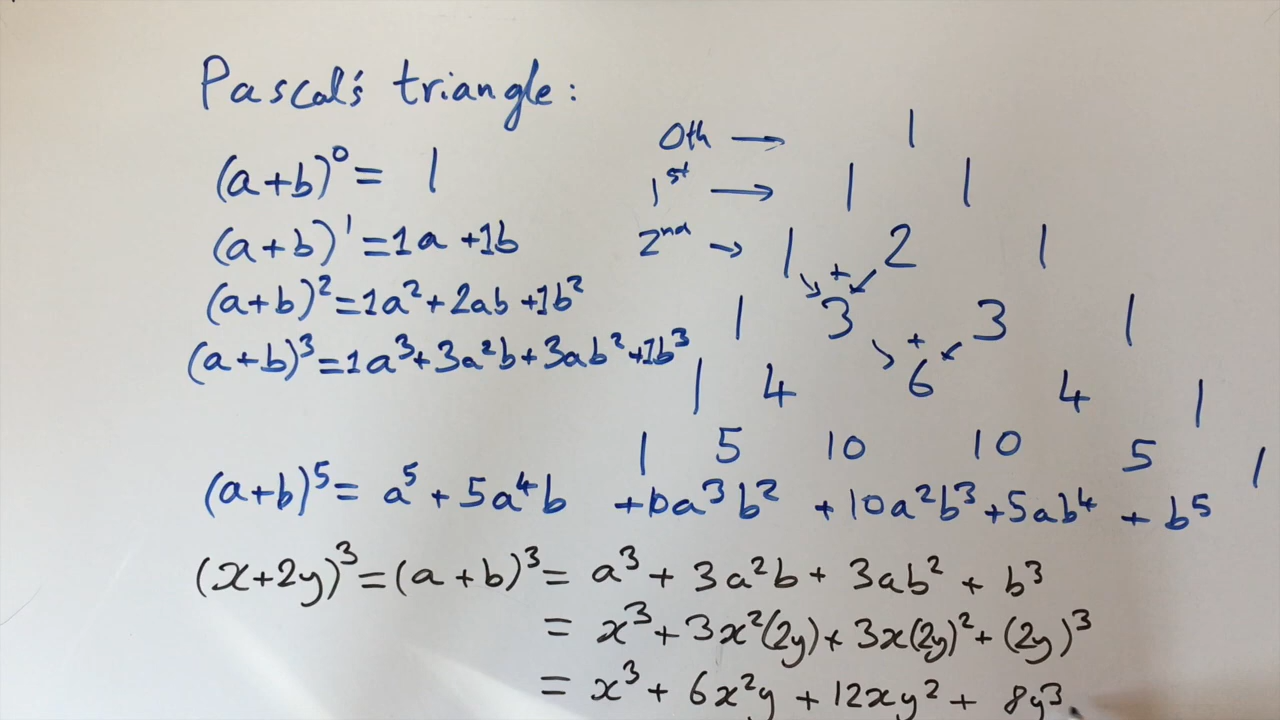 Pascal's triangle:
0th → 1
(a+b)⁰ = 1
1st → 1 1
(a+b)¹ = 1a + 1b
2nd → 1 2 1
+
(a+b)² = 1a² + 2ab + 1b²
1 3 3 1
(a+b)³ = 1a³ + 3a²b + 3ab² + 1b³
+
1 4 6 4 1
1 5 10 10 5 1
(a+b)⁵ = a⁵ + 5a⁴b + 10a³b² + 10a²b³ + 5ab⁴ + b⁵
(x+2y)³ = (a+b)³ = a³ + 3a²b + 3ab² + b³
= x³ + 3x²(2y) + 3x(2y)² + (2y)³
= x³ + 6x²y + 12xy² + 8y³